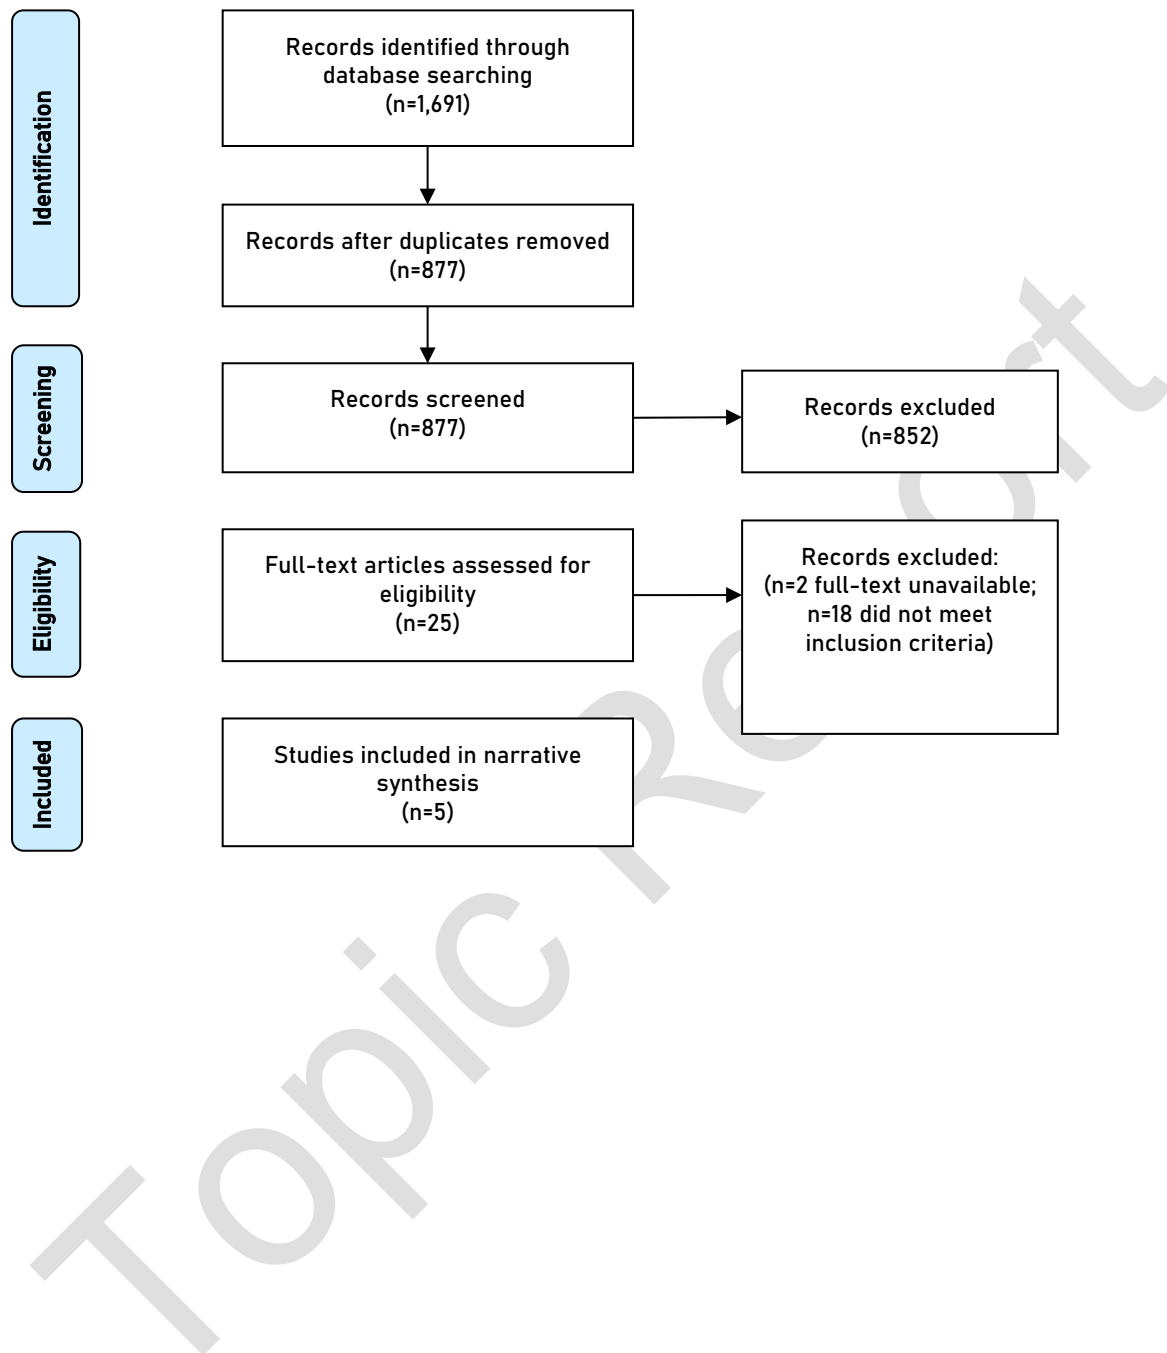 Identification
Records identified through
database searching
(n=1,691)
Records after duplicates removed
(n=877)
Screening
Records screened
(n=877)
Records excluded
(n=852)
Eligibility
Full-text articles assessed for
eligibility
(n=25)
Records excluded:
(n=2 full-text unavailable;
n=18 did not meet
inclusion criteria)
Included
Studies included in narrative
synthesis
(n=5)
Topic Report